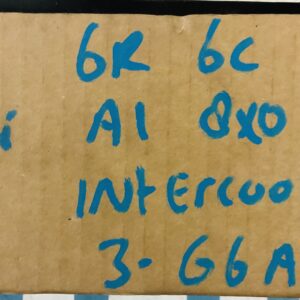 6R 6C
i A1 8X0
INtERCOO
3- G6A